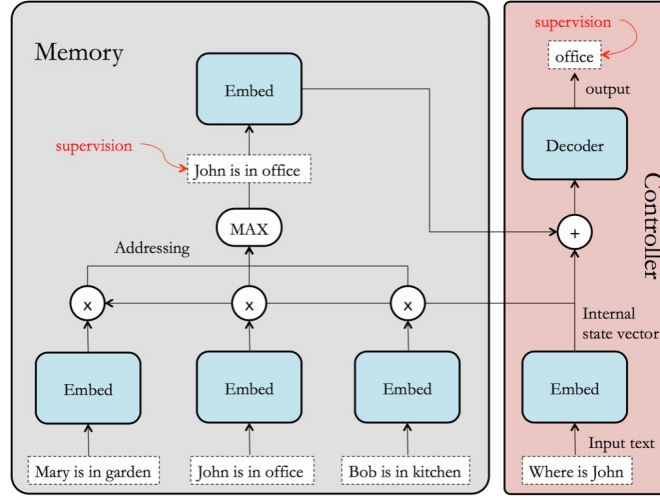 Memory
supervision
office
output
Embed
Decoder
supervision
John is in office
Controller
MAX
+
Addressing
x
x
x
Internal
state vector
Embed
Embed
Embed
Embed
Input text
Mary is in garden
John is in office
Bob is in kitchen
Where is John